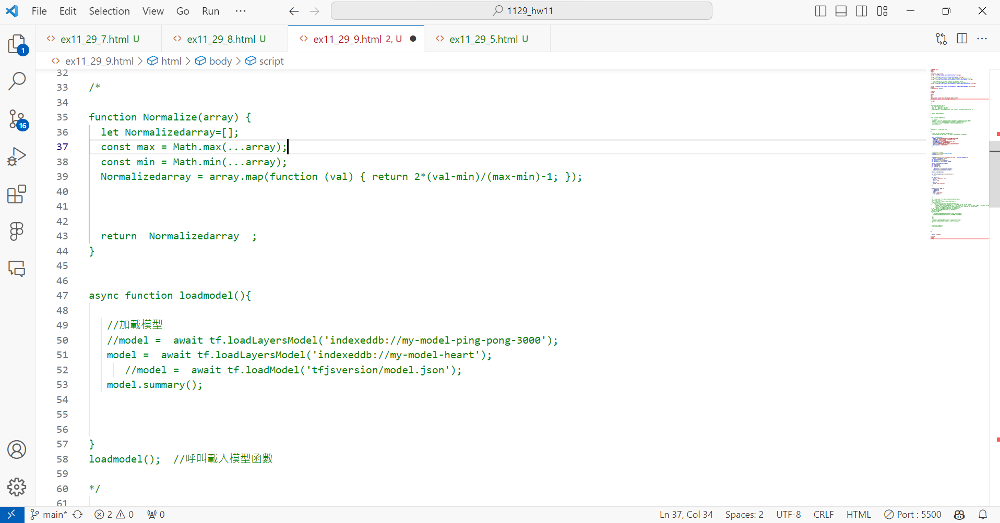 File Edit Selection View Go Run ···
1129_hw11
ex11_29_7.html U
ex11_29_8.html U
ex11_29_9.html 2, U
ex11_29_5.html U
ex11_29_9.html > html > body > script
32
33 /*
34
35 function Normalize(array) {
36 let Normalizedarray=[];
37 const max = Math.max(...array);
38 const min = Math.min(...array);
39 Normalizedarray = array.map(function (val) { return 2*(val-min)/(max-min)-1; });
40
41
42
43 return  Normalizedarray  ;
44 }
45
46
47 async function loadmodel(){
48
49 //加載模型
50 //model =  await tf.loadLayersModel('indexeddb://my-model-ping-pong-3000');
51 model =  await tf.loadLayersModel('indexeddb://my-model-heart');
52 //model =  await tf.loadModel('tfjsversion/model.json');
53 model.summary();
54
55
56
57 }
58 loadmodel();  //呼叫載入模型函數
59
60 */
61
1
16
main* 2 0 0 Ln 37, Col 34 Spaces: 2 UTF-8 CRLF HTML Port : 5500